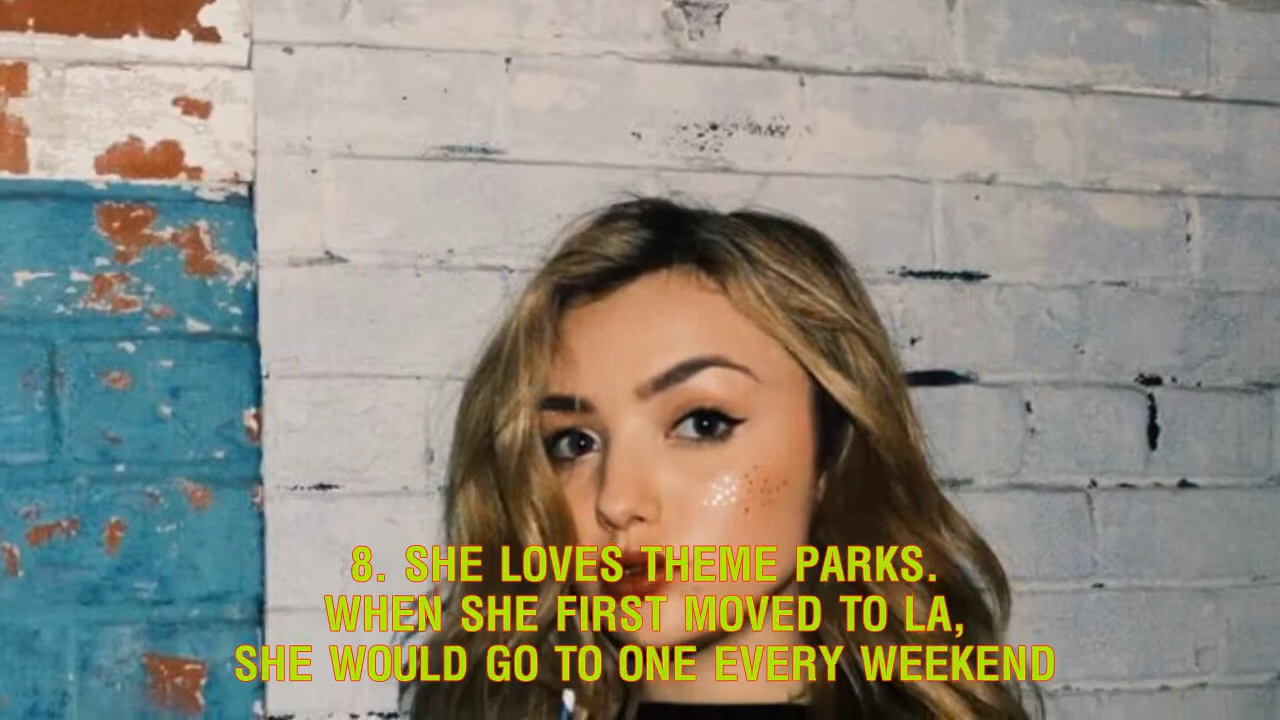 8. SHE LOVES THEME PARKS.
WHEN SHE FIRST MOVED TO LA,
SHE WOULD GO TO ONE EVERY WEEKEND